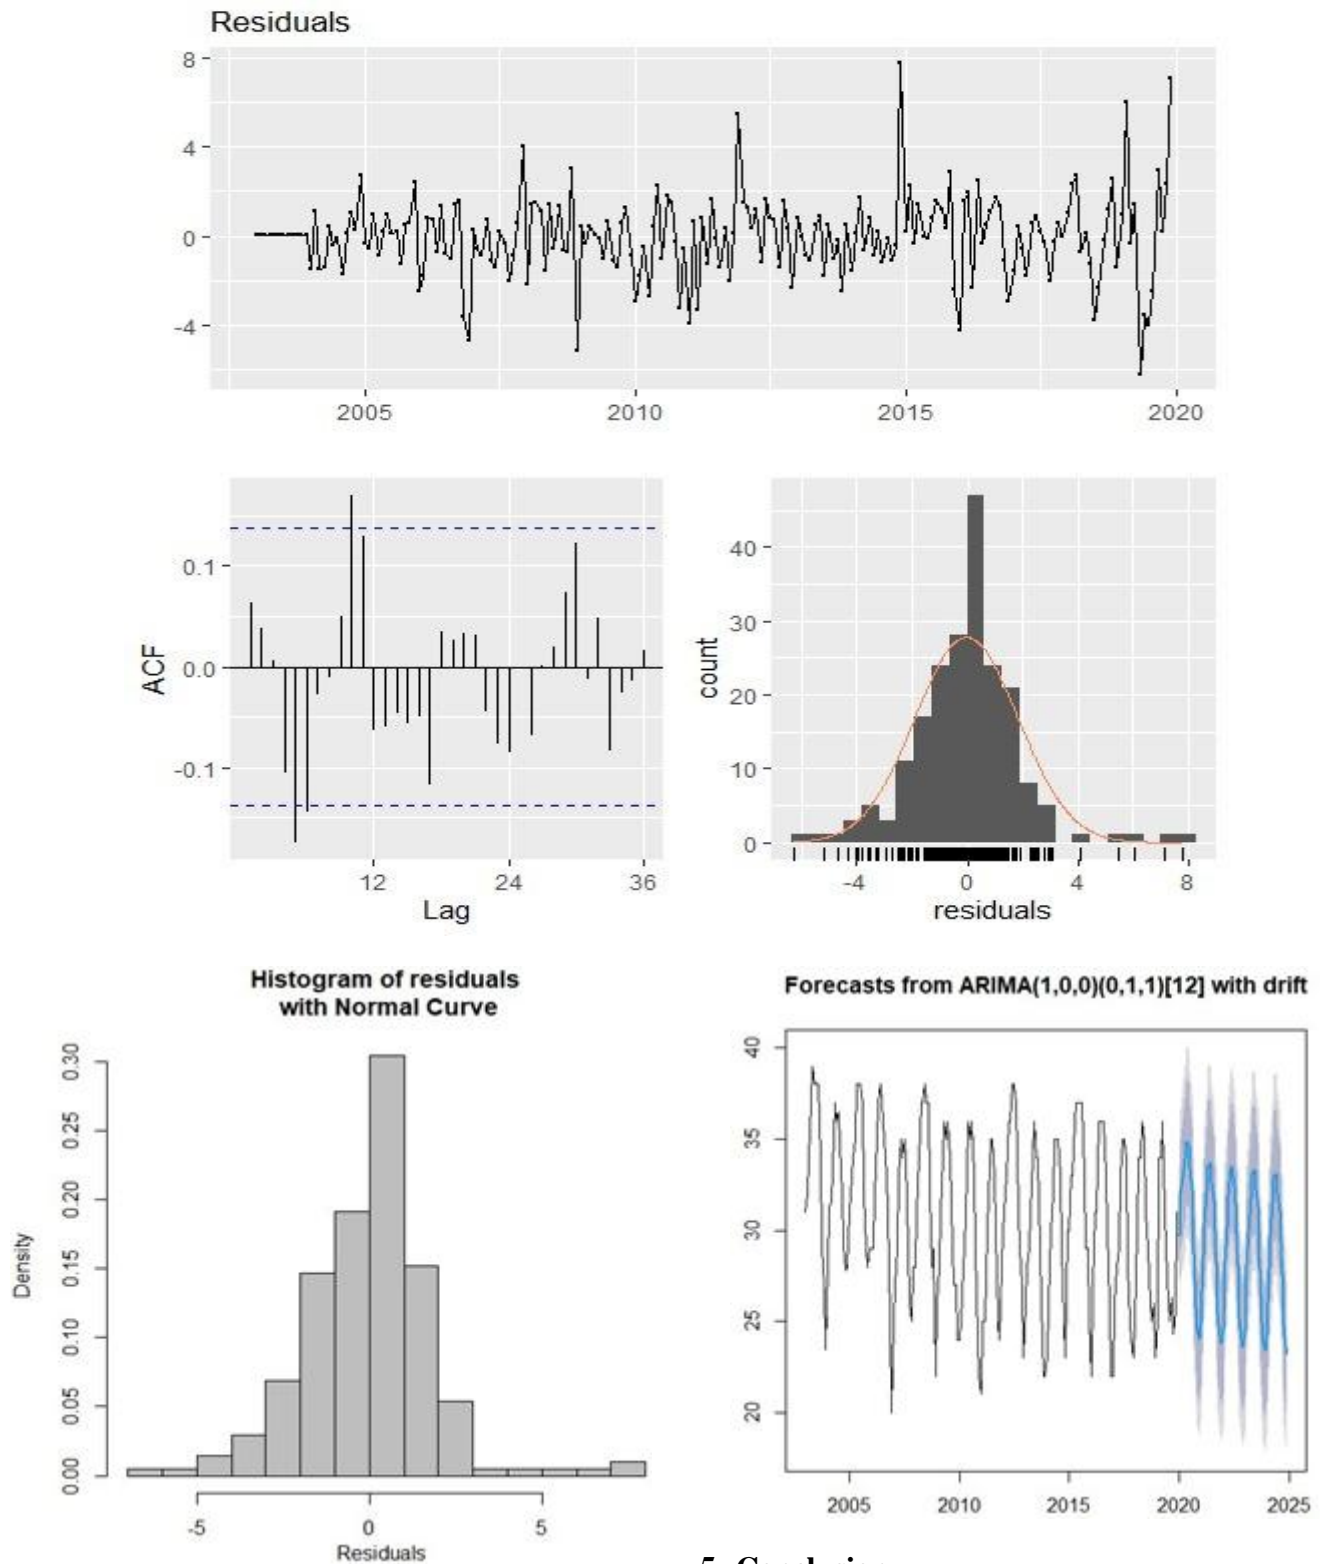 Residuals
8
4
0
-4
2005 2010 2015 2020
ACF
0.1
0.0
-0.1
12 24 36
Lag
count
40
30
20
10
0
-4 0 4 8
residuals
Histogram of residuals
with Normal Curve
Density
0.30
0.25
0.20
0.15
0.10
0.05
0.00
-5 0 5
Residuals
Forecasts from ARIMA(1,0,0)(0,1,1)[12] with drift
40
35
30
25
20
2005 2010 2015 2020 2025